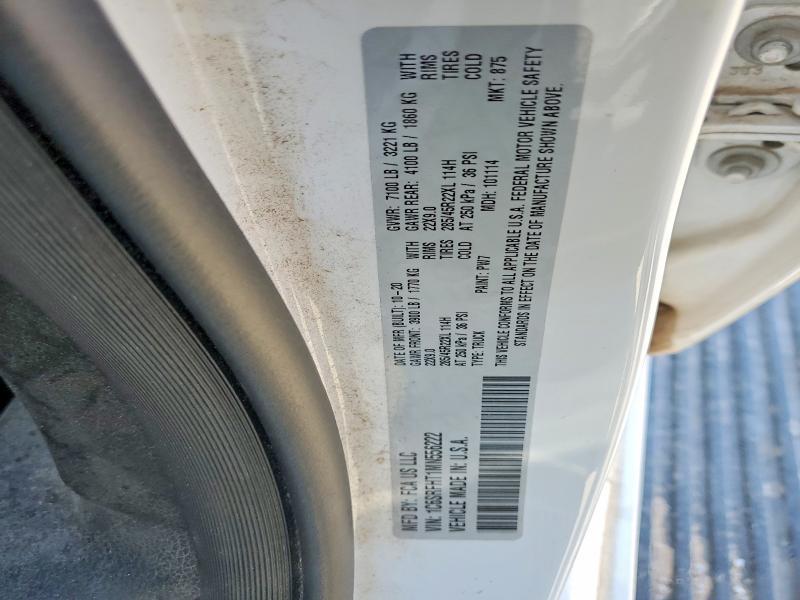 MFD BY: FCA US LLC
DATE OF MFR (BUILT): 10-20
GVWR: 7100 LB / 3221 KG
VIN: 1C6SRFHT1MN556222
GAWR FRONT: 3900 LB / 1770 KG WITH
GAWR REAR: 4100 LB / 1860 KG WITH
VEHICLE MADE IN: U.S.A.
22X9.0 RIMS
22X9.0 RIMS
285/45R22XL 114H TIRES
285/45R22XL 114H TIRES
AT 250 kPa / 36 PSI COLD
AT 250 kPa / 36 PSI COLD
TYPE: TRUCK
PAINT: PW7
MDH: 101114
MKT: 875
THIS VEHICLE CONFORMS TO ALL APPLICABLE U.S.A. FEDERAL MOTOR VEHICLE SAFETY
STANDARDS IN EFFECT ON THE DATE OF MANUFACTURE SHOWN ABOVE.